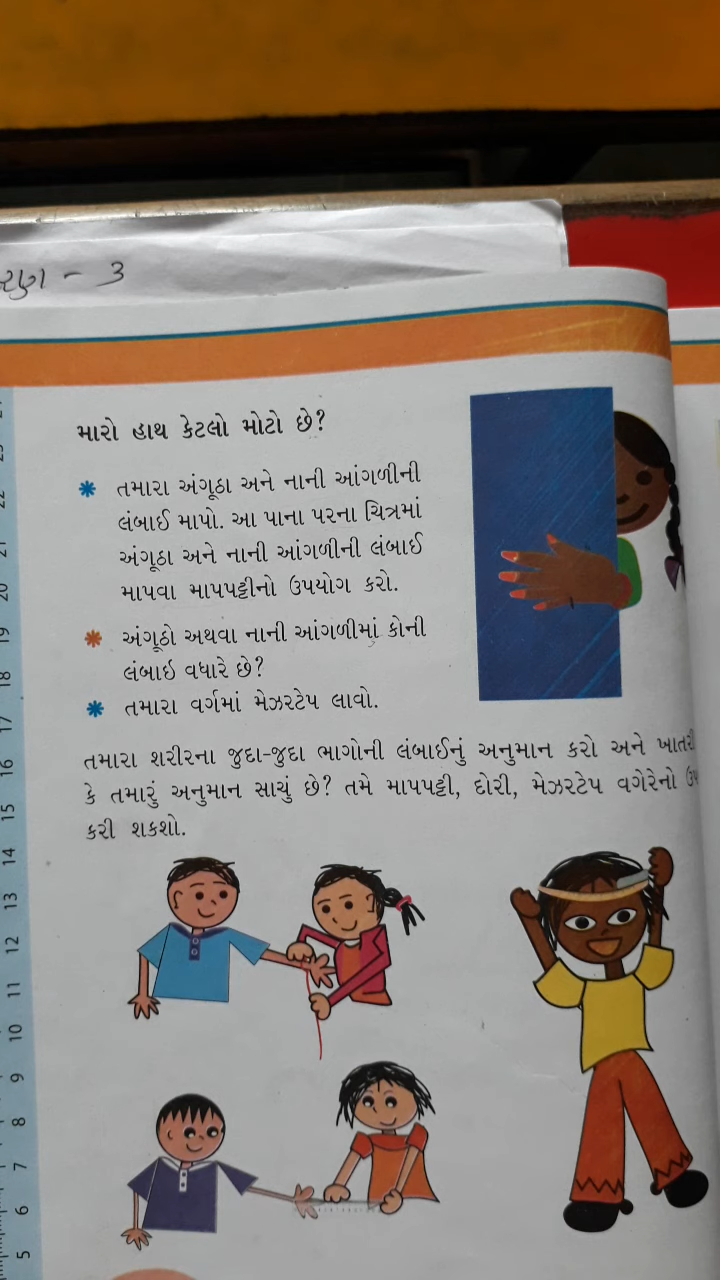 - 3
મારો હાથ કેટલો મોટો છે?
તમારા અંગૂઠા અને નાની આંગળીની
લંબાઈ માપો. આ પાના પરના ચિત્રમાં
અંગૂઠા અને નાની આંગળીની લંબાઈ
માપવા માપપટ્ટીનો ઉપયોગ કરો.
અંગૂઠો અથવા નાની આંગળીમાં કોની
લંબાઇ વધારે છે?
તમારા વર્ગમાં મેઝરટેપ લાવો.
તમારા શરીરના જુદા-જુદા ભાગોની લંબાઈનું અનુમાન કરો અને
કે તમારું અનુમાન સાચું છે? તમે માપપટ્ટી, દોરી, મેઝરટેપ વગેરેનો
કરી શકશો.
22
21
20
19
18
17
16
15
14
13
12
11
10
9
8
7
6
5